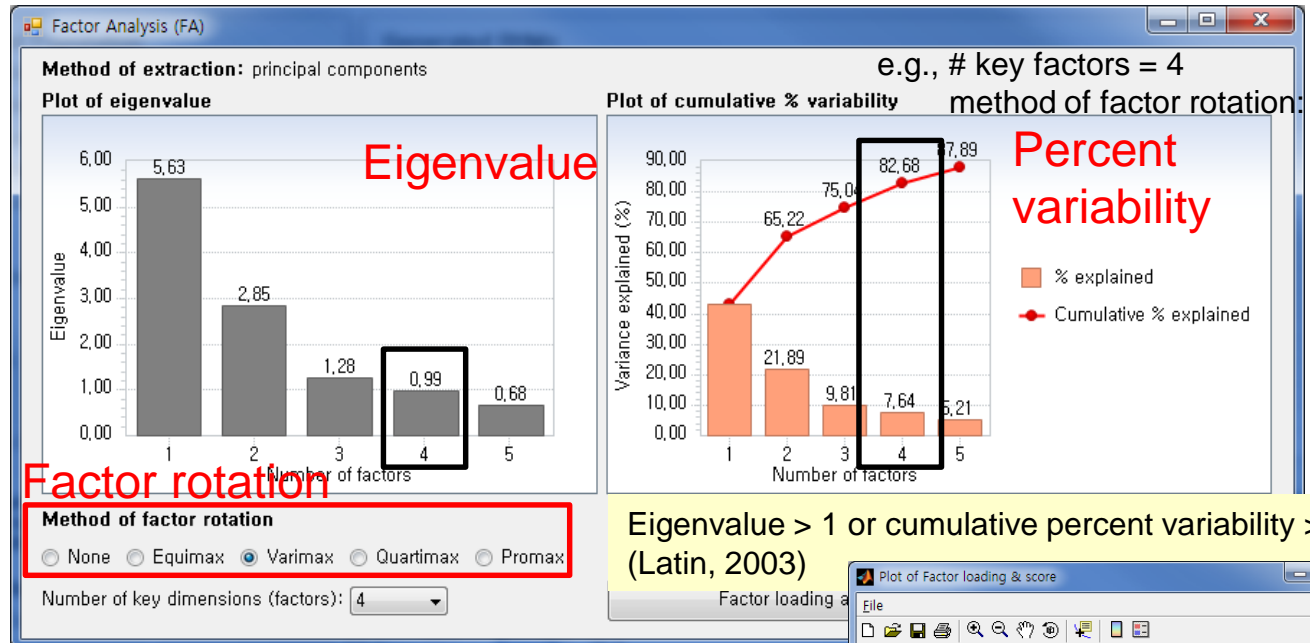 Factor Analysis (FA)
Method of extraction: principal components
e.g., # key factors = 4
method of factor rotation:
Plot of eigenvalue
Plot of cumulative % variability
Eigenvalue
Percent
variability
6,00
5,00
4,00
3,00
2,00
1,00
0,00
Eigenvalue
5,63
2,85
1,28
0,99
0,68
1 2 3 4 5
Number of factors
90,00
80,00
70,00
60,00
50,00
40,00
30,00
20,00
10,00
0,00
Variance explained (%)
65,22
75,04
82,68
87,89
21,89
9,81
7,64
5,21
1 2 3 4 5
Number of factors
% explained
Cumulative % explained
Factor rotation
Method of factor rotation
None Equimax Varimax Quartimax Promax
Number of key dimensions (factors): 4
Eigenvalue > 1 or cumulative percent variability >
(Latin, 2003)
Factor loading a
Plot of Factor loading & score
File